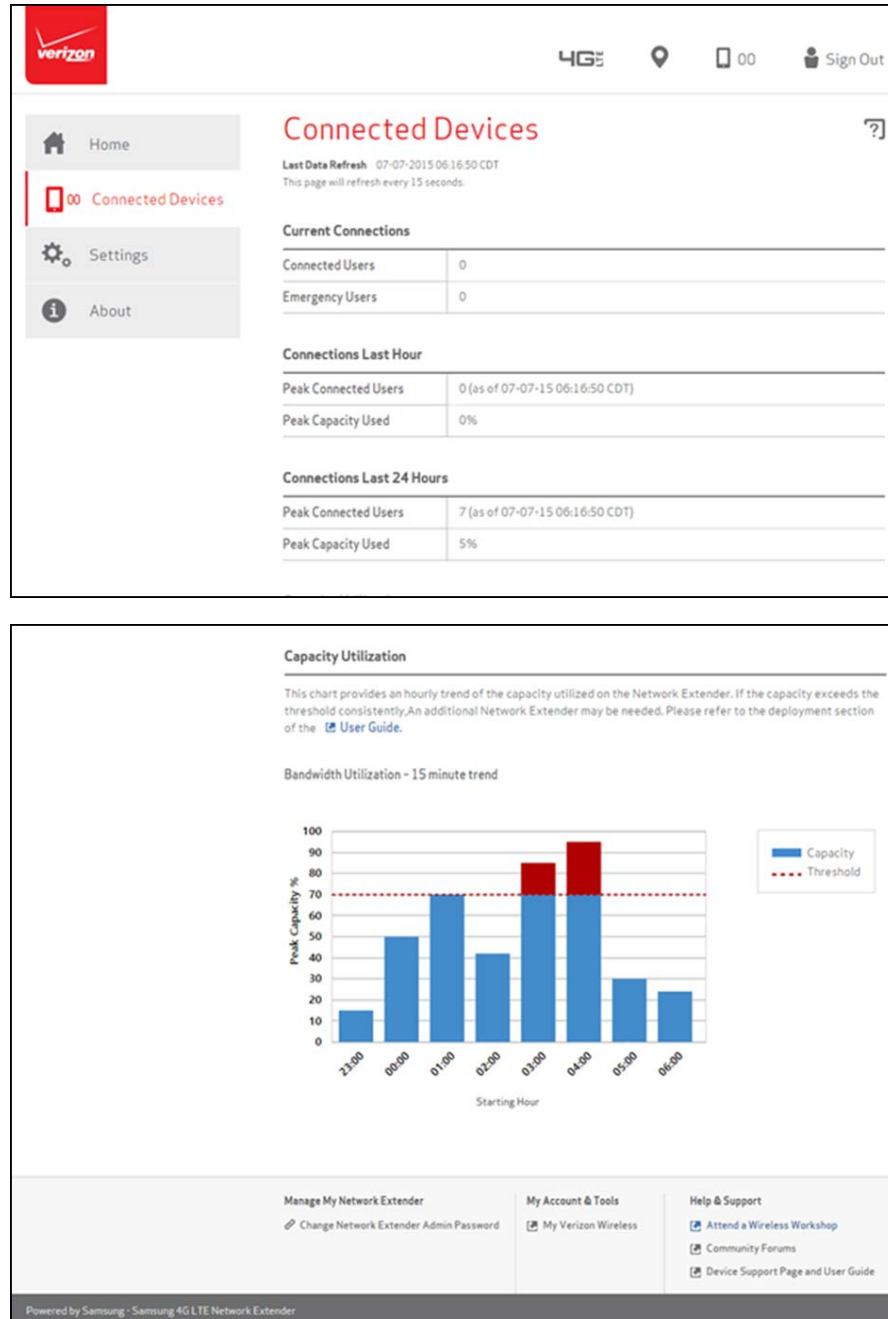 verizon
4G LTE
00
Sign Out
Home
00 Connected Devices
Settings
About
Connected Devices
?
Last Data Refresh 07-07-2015 06:16:50 CDT
This page will refresh every 15 seconds.
Current Connections
Connected Users 0
Emergency Users 0
Connections Last Hour
Peak Connected Users 0 (as of 07-07-15 06:16:50 CDT)
Peak Capacity Used 0%
Connections Last 24 Hours
Peak Connected Users 7 (as of 07-07-15 06:16:50 CDT)
Peak Capacity Used 5%
Capacity Utilization
This chart provides an hourly trend of the capacity utilized on the Network Extender. If the capacity exceeds the
threshold consistently,An additional Network Extender may be needed. Please refer to the deployment section
of the User Guide.
Bandwidth Utilization - 15 minute trend
Peak Capacity %
100
90
80
70
60
50
40
30
20
10
0
23:00 00:00 01:00 02:00 03:00 04:00 05:00 06:00
Starting Hour
Capacity
Threshold
Manage My Network Extender
Change Network Extender Admin Password
My Account & Tools
My Verizon Wireless
Help & Support
Attend a Wireless Workshop
Community Forums
Device Support Page and User Guide
Powered by Samsung - Samsung 4G LTE Network Extender